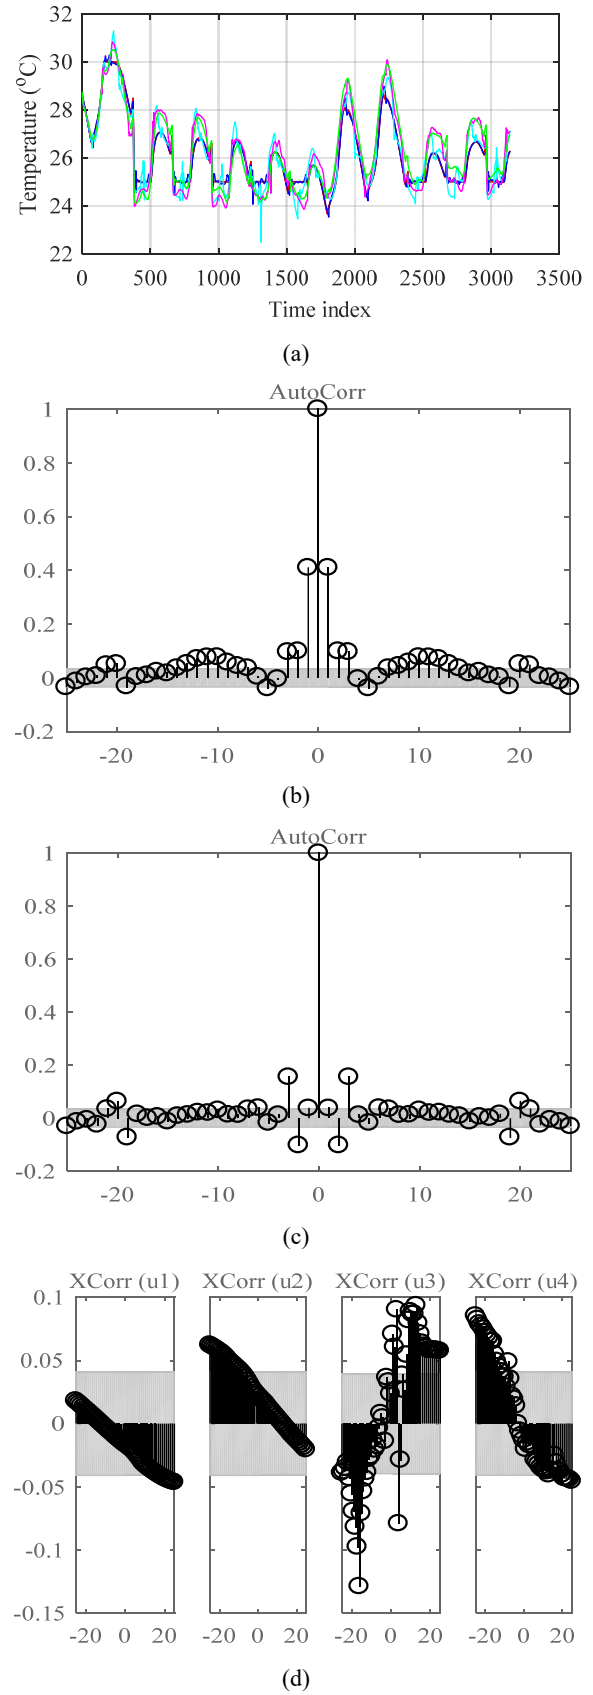 32
30
28
26
24
22
Temperature (°C)
0 500 1000 1500 2000 2500 3000 3500
Time index
(a)
AutoCorr
1
0.8
0.6
0.4
0.2
0
-0.2
-20 -10 0 10 20
(b)
AutoCorr
1
0.8
0.6
0.4
0.2
0
-0.2
-20 -10 0 10 20
(c)
XCorr (u1) XCorr (u2) XCorr (u3) XCorr (u4)
0.1
0.05
0
-0.05
-0.1
-0.15
-20 0 20 -20 0 20 -20 0 20 -20 0 20
(d)